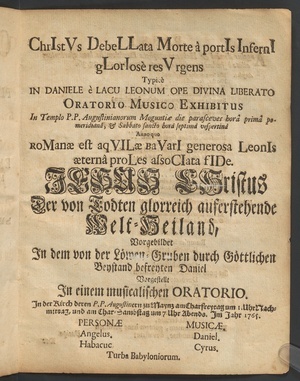 ChrIstVs DebeLLata Morte à portIs InfernI
gLorIosè resVrgens
Typicè
IN DANIELE è LACU LEONUM OPE DIVINA LIBERATO
ORATORIO MUSICO EXHIBITUS
In Templo P.P. Augustinianorum Moguntiæ die parasceves horâ primâ po-
meridianâ, & Sabbato sancto horâ septimâ vespertinâ
RoMAnæ est aqVILæ BaVarI generosa LeonIs
æternâ proLes assoCIata fIDe.
JESUS CHristus
Der von Todten glorreich auferstehende
Welt-Heiland,
Vorgebildet
In dem von der Löwen-Gruben durch Göttlichen
Beystand befreyten Daniel
Vorgestellt
In einem musicalischen ORATORIO.
In der Kirch deren P.P. Augustinern zu Maynz am Charfreytag um 1. Uhr Nach-
mittag, und am Char-Sambstag um 7 Uhr Abends. Im Jahr 1765.
PERSONÆ MUSICÆ,
Angelus, Daniel,
Habacuc Cyrus,
Turba Babyloniorum.